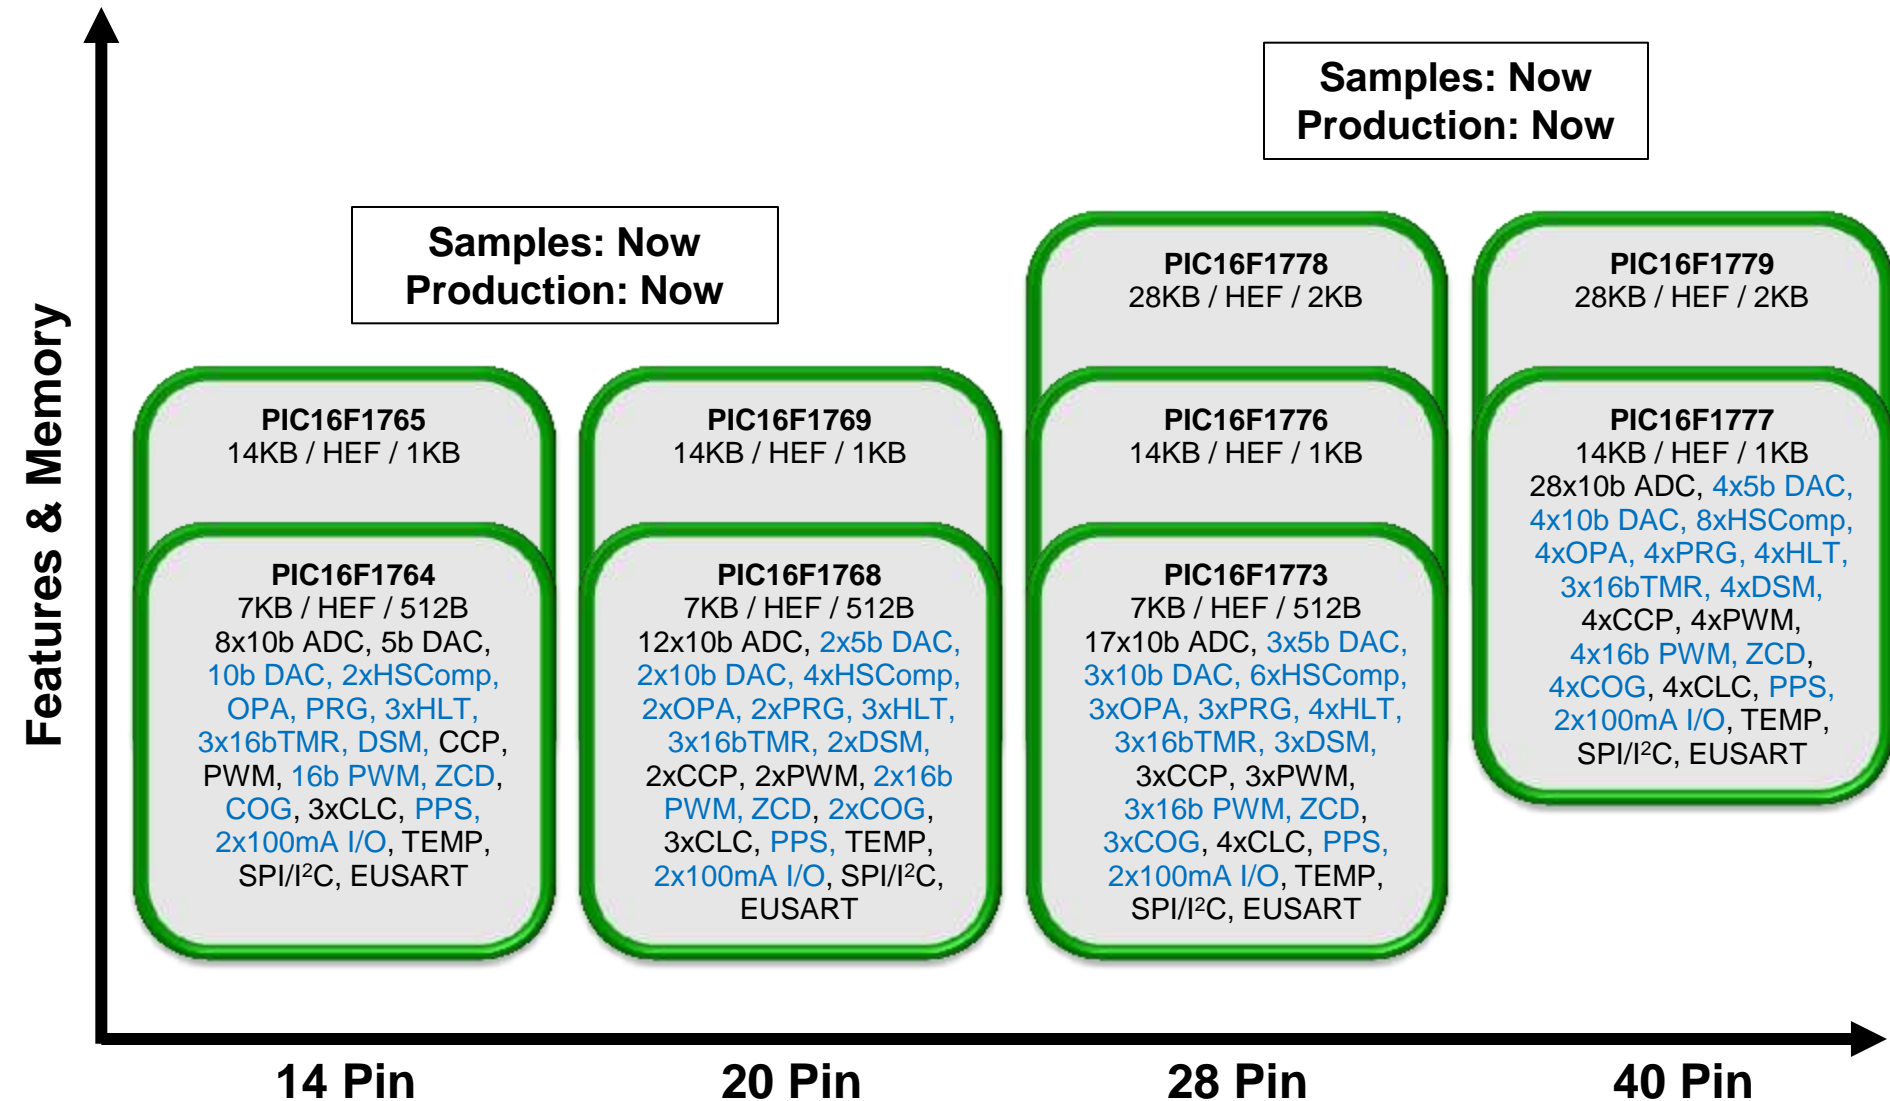 Features & Memory
Samples: Now
Production: Now
Samples: Now
Production: Now
PIC16F1765
14KB / HEF / 1KB
PIC16F1764
7KB / HEF / 512B
8x10b ADC, 5b DAC,
10b DAC, 2xHSComp,
OPA, PRG, 3xHLT,
3x16bTMR, DSM, CCP,
PWM, 16b PWM, ZCD,
COG, 3xCLC, PPS,
2x100mA I/O, TEMP,
SPI/I²C, EUSART
PIC16F1769
14KB / HEF / 1KB
PIC16F1768
7KB / HEF / 512B
12x10b ADC, 2x5b DAC,
2x10b DAC, 4xHSComp,
2xOPA, 2xPRG, 3xHLT,
3x16bTMR, 2xDSM,
2xCCP, 2xPWM, 2x16b
PWM, ZCD, 2xCOG,
3xCLC, PPS, TEMP,
2x100mA I/O, SPI/I²C,
EUSART
PIC16F1778
28KB / HEF / 2KB
PIC16F1776
14KB / HEF / 1KB
PIC16F1773
7KB / HEF / 512B
17x10b ADC, 3x5b DAC,
3x10b DAC, 6xHSComp,
3xOPA, 3xPRG, 4xHLT,
3x16bTMR, 3xDSM,
3xCCP, 3xPWM,
3x16b PWM, ZCD,
3xCOG, 4xCLC, PPS,
2x100mA I/O, TEMP,
SPI/I²C, EUSART
PIC16F1779
28KB / HEF / 2KB
PIC16F1777
14KB / HEF / 1KB
28x10b ADC, 4x5b DAC,
4x10b DAC, 8xHSComp,
4xOPA, 4xPRG, 4xHLT,
3x16bTMR, 4xDSM,
4xCCP, 4xPWM,
4x16b PWM, ZCD,
4xCOG, 4xCLC, PPS,
2x100mA I/O, TEMP,
SPI/I²C, EUSART
14 Pin
20 Pin
28 Pin
40 Pin